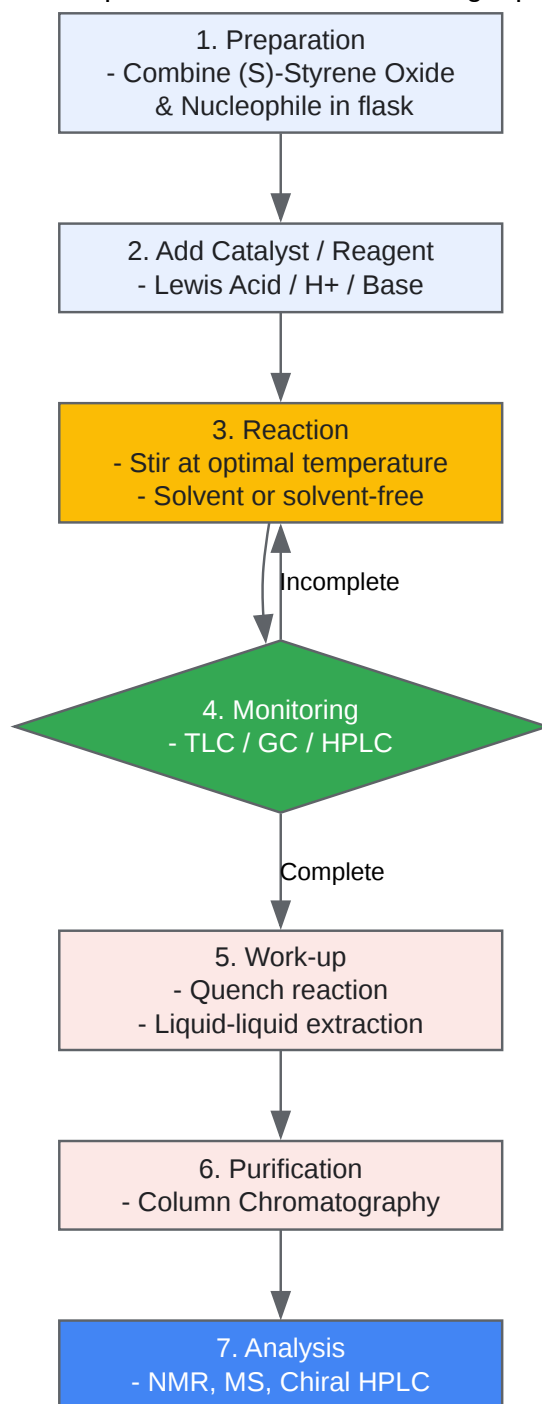 1. Preparation
- Combine (S)-Styrene Oxide
& Nucleophile in flask
2. Add Catalyst / Reagent
- Lewis Acid / H+ / Base
3. Reaction
- Stir at optimal temperature
- Solvent or solvent-free
Incomplete
4. Monitoring
- TLC / GC / HPLC
Complete
5. Work-up
- Quench reaction
- Liquid-liquid extraction
6. Purification
- Column Chromatography
7. Analysis
- NMR, MS, Chiral HPLC